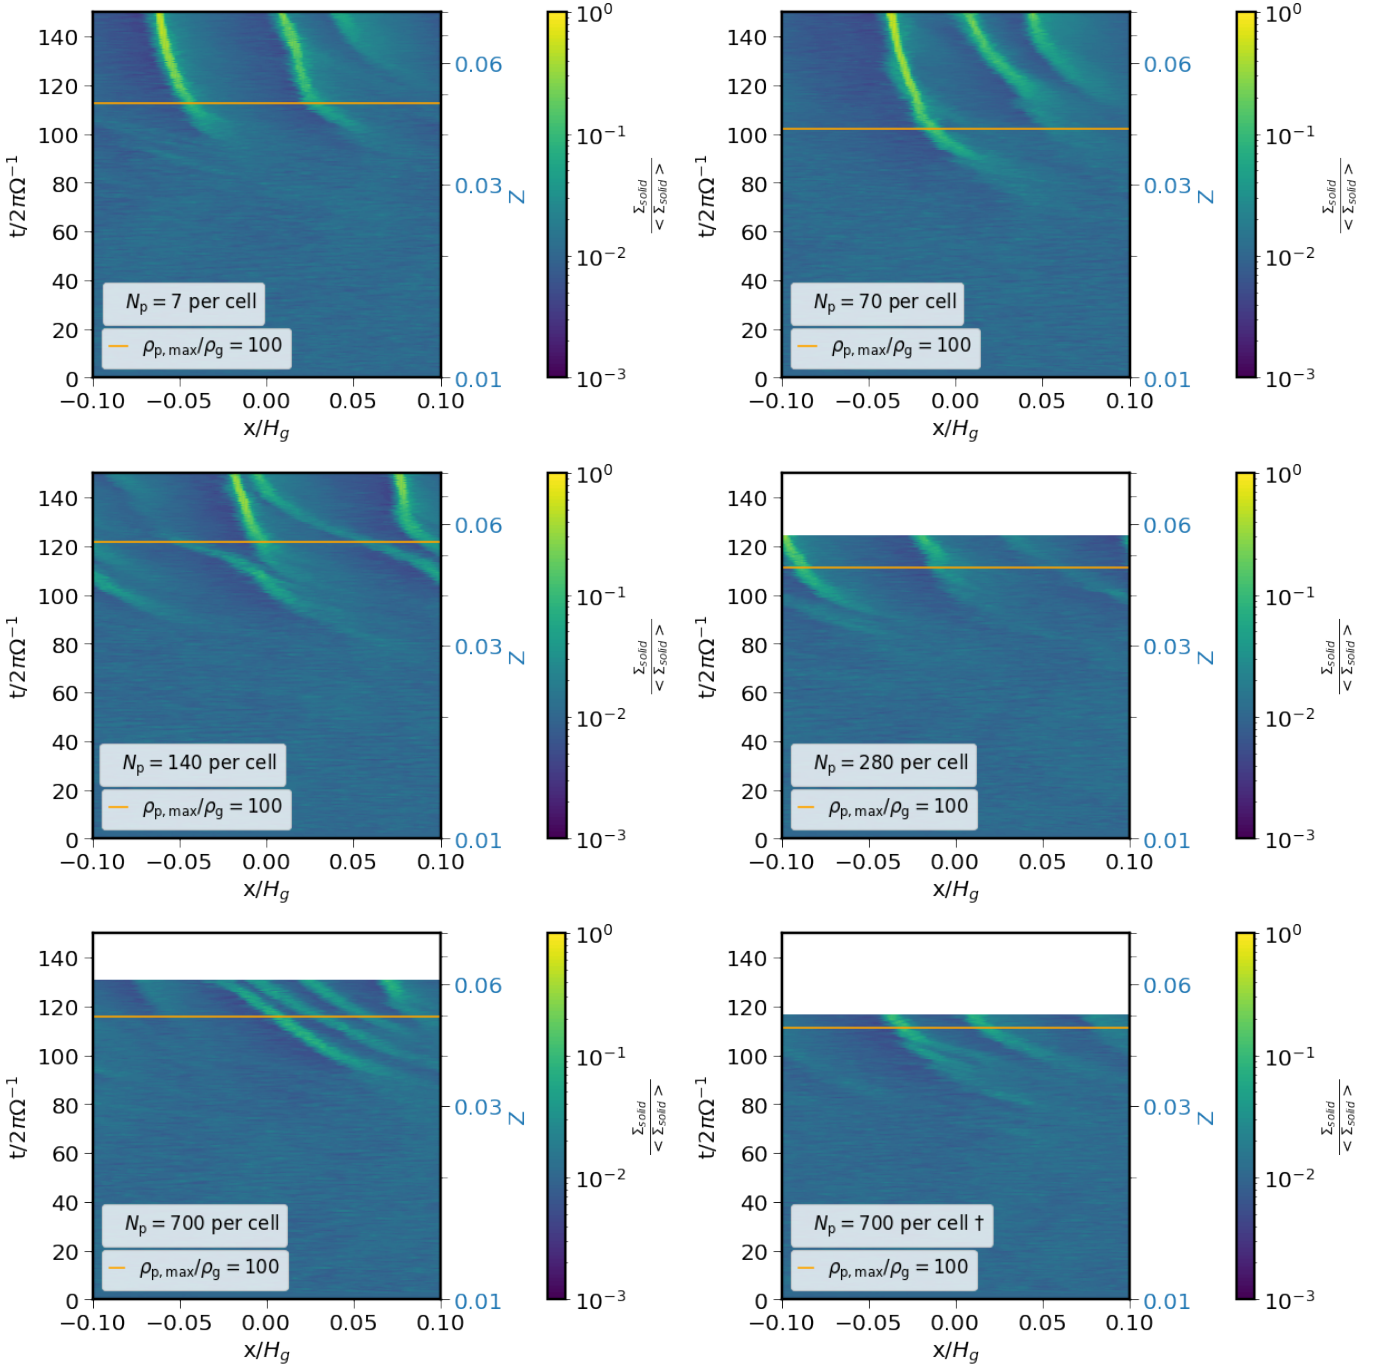 140
120
100
80
60
40
20
0
t/2πΩ⁻¹
N_p = 7 per cell
ρ_p, max/ρ_g = 100
−0.10 −0.05 0.00 0.05 0.10
x/H_g
0.06
0.03
0.01
Z
10⁰
10⁻¹
10⁻²
10⁻³
Σ_solid
< Σ_solid >
140
120
100
80
60
40
20
0
t/2πΩ⁻¹
N_p = 70 per cell
ρ_p, max/ρ_g = 100
−0.10 −0.05 0.00 0.05 0.10
x/H_g
0.06
0.03
0.01
Z
10⁰
10⁻¹
10⁻²
10⁻³
Σ_solid
< Σ_solid >
140
120
100
80
60
40
20
0
t/2πΩ⁻¹
N_p = 140 per cell
ρ_p, max/ρ_g = 100
−0.10 −0.05 0.00 0.05 0.10
x/H_g
0.06
0.03
0.01
Z
10⁰
10⁻¹
10⁻²
10⁻³
Σ_solid
< Σ_solid >
140
120
100
80
60
40
20
0
t/2πΩ⁻¹
N_p = 280 per cell
ρ_p, max/ρ_g = 100
−0.10 −0.05 0.00 0.05 0.10
x/H_g
0.06
0.03
0.01
Z
10⁰
10⁻¹
10⁻²
10⁻³
Σ_solid
< Σ_solid >
140
120
100
80
60
40
20
0
t/2πΩ⁻¹
N_p = 700 per cell
ρ_p, max/ρ_g = 100
−0.10 −0.05 0.00 0.05 0.10
x/H_g
0.06
0.03
0.01
Z
10⁰
10⁻¹
10⁻²
10⁻³
Σ_solid
< Σ_solid >
140
120
100
80
60
40
20
0
t/2πΩ⁻¹
N_p = 700 per cell †
ρ_p, max/ρ_g = 100
−0.10 −0.05 0.00 0.05 0.10
x/H_g
0.06
0.03
0.01
Z
10⁰
10⁻¹
10⁻²
10⁻³
Σ_solid
< Σ_solid >